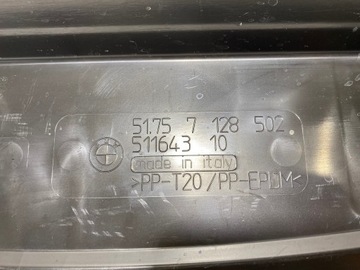 51.75 7 128 502
511643 10
made in italy
>PP-T20/PP-EPDM<